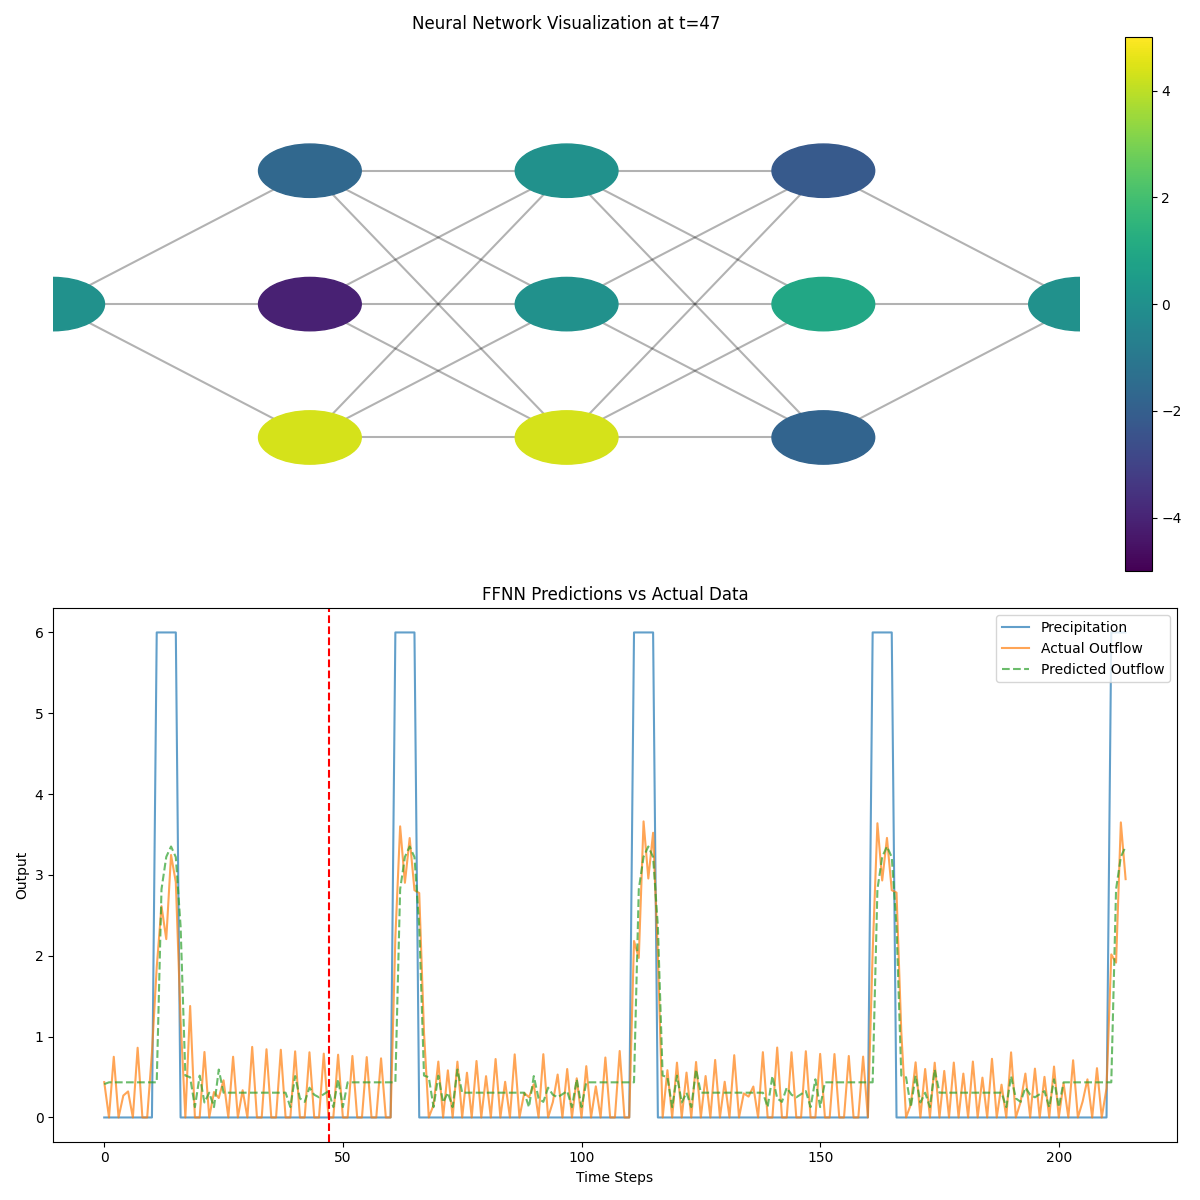 Neural Network Visualization at t=47
4
2
0
−2
−4
FFNN Predictions vs Actual Data
Precipitation
Actual Outflow
Predicted Outflow
6
5
4
3
2
1
0
Output
0 50 100 150 200
Time Steps